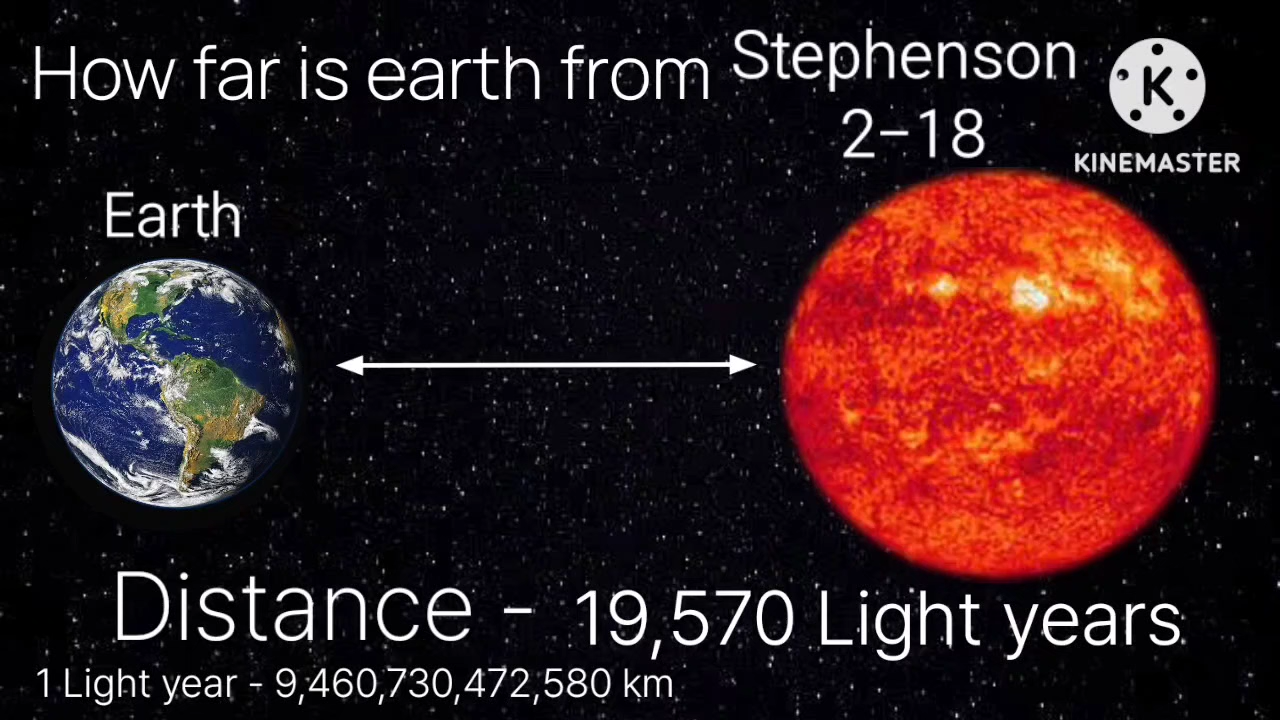 How far is earth from
Stephenson
2-18
K
KINEMASTER
Earth
Distance - 19,570 Light years
1 Light year - 9,460,730,472,580 km